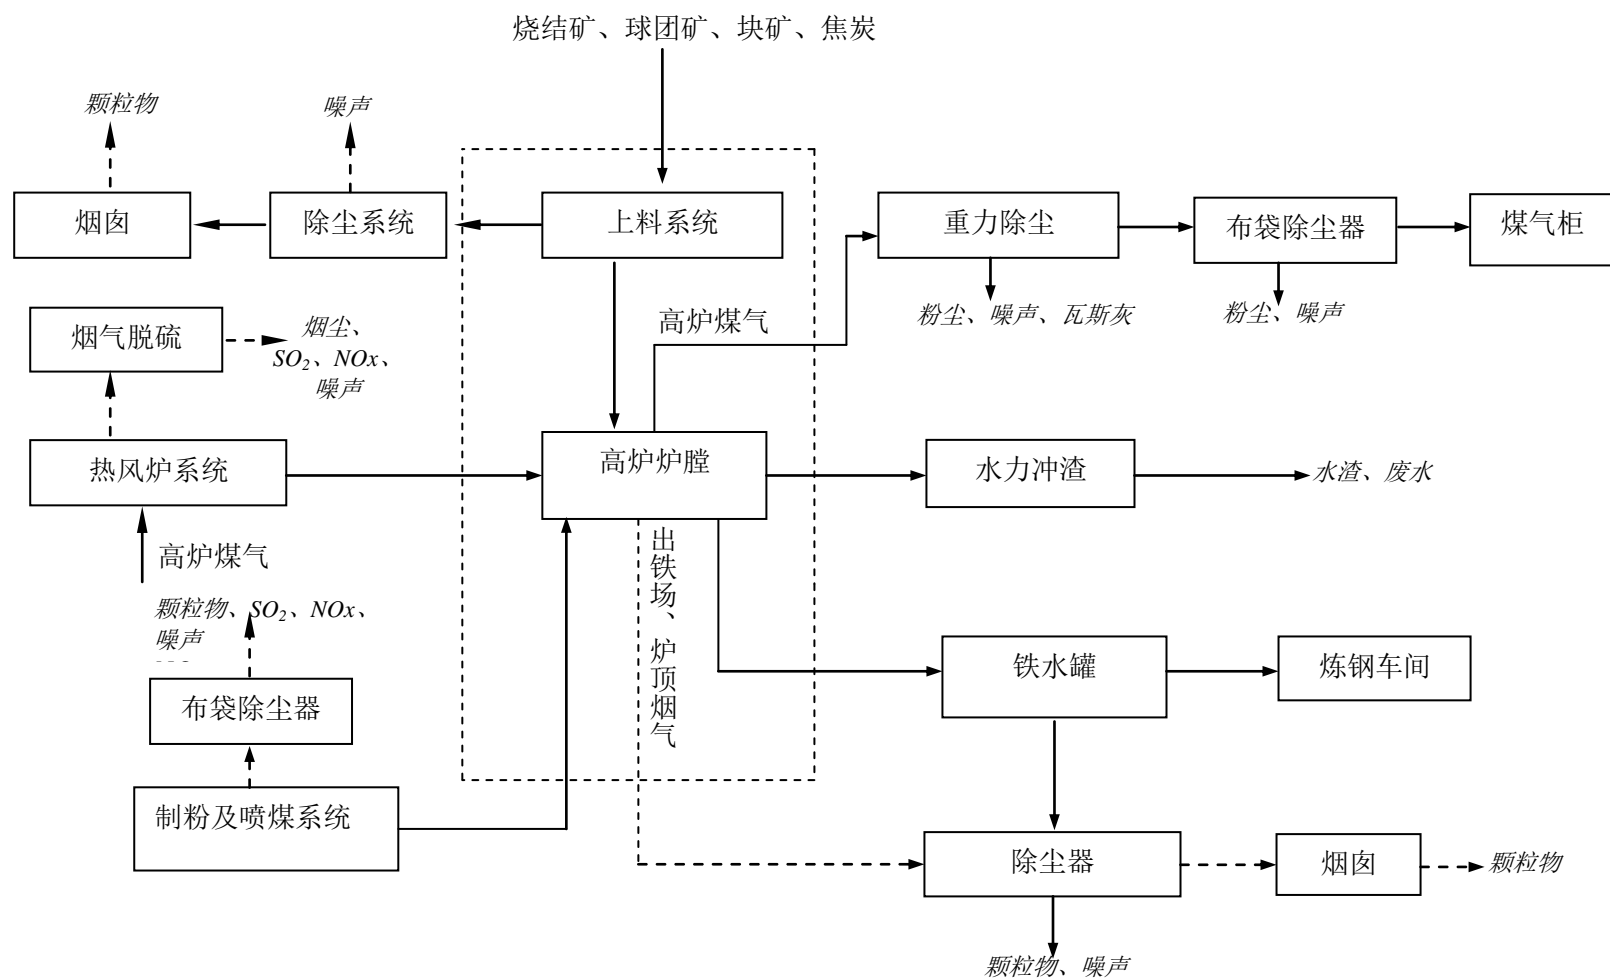 烧结矿、球团矿、块矿、焦炭
颗粒物
噪声
烟囱
除尘系统
上料系统
重力除尘
布袋除尘器
煤气柜
粉尘、噪声、瓦斯灰
粉尘、噪声
高炉煤气
烟气脱硫
烟尘、
SO₂、NOx、
噪声
热风炉系统
高炉炉膛
水力冲渣
水渣、废水
高炉煤气
颗粒物、SO₂、NOx、
噪声
出铁场、炉顶烟气
布袋除尘器
铁水罐
炼钢车间
制粉及喷煤系统
除尘器
烟囱
颗粒物
颗粒物、噪声